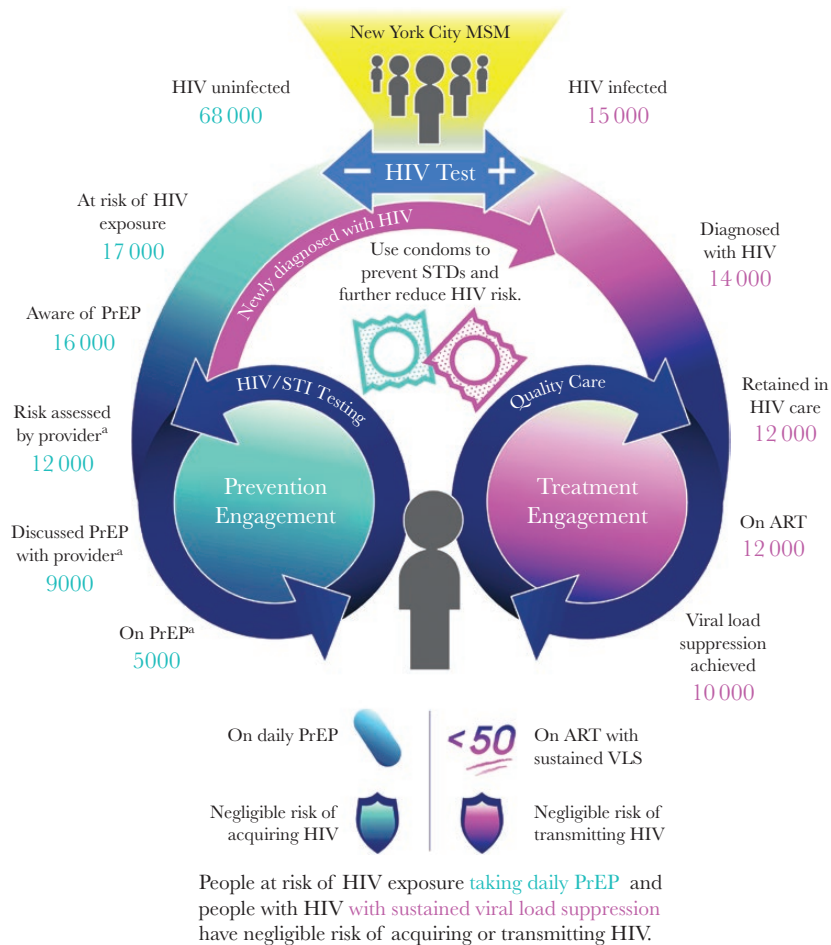 New York City MSM
HIV uninfected
68 000
HIV infected
15 000
− HIV Test +
At risk of HIV
exposure
17 000
Newly diagnosed with HIV
Use condoms to
prevent STDs and
further reduce HIV risk.
Diagnosed
with HIV
14 000
Aware of PrEP
16 000
HIV/STI Testing
Quality Care
Risk assessed
by providerᵃ
12 000
Retained in
HIV care
12 000
Prevention
Engagement
Treatment
Engagement
Discussed PrEP
with providerᵃ
9000
On ART
12 000
On PrEPᵃ
5000
Viral load
suppression
achieved
10 000
On daily PrEP
<50
On ART with
sustained VLS
Negligible risk of
acquiring HIV
Negligible risk of
transmitting HIV
People at risk of HIV exposure taking daily PrEP and
people with HIV with sustained viral load suppression
have negligible risk of acquiring or transmitting HIV.